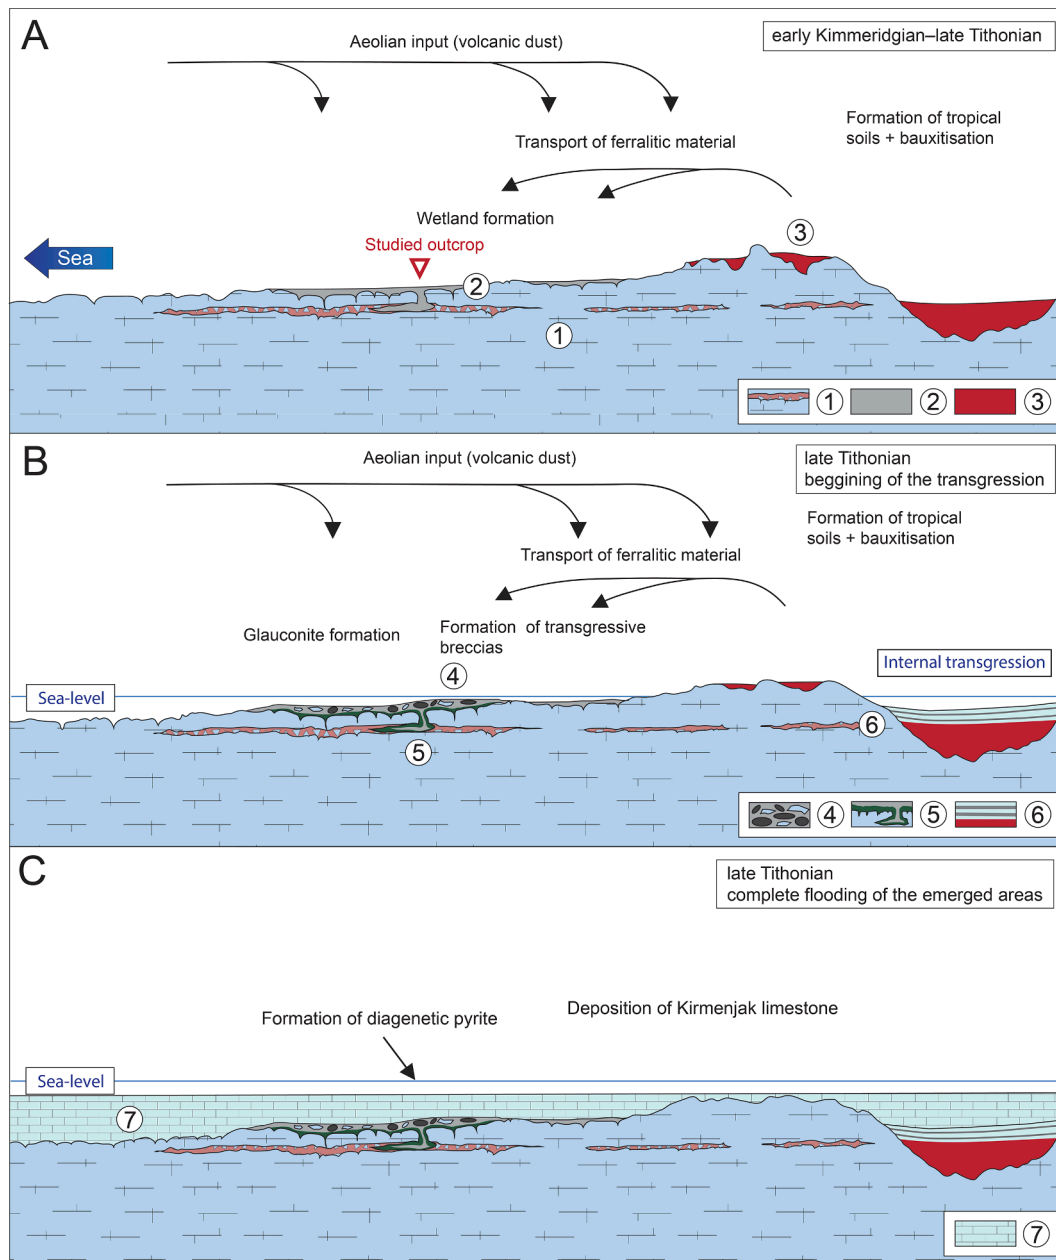 A
early Kimmeridgian–late Tithonian
Aeolian input (volcanic dust)
Formation of tropical
soils + bauxitisation
Transport of ferralitic material
Wetland formation
Studied outcrop
Sea
3
2
1
1
2
3
B
late Tithonian
beggining of the transgression
Aeolian input (volcanic dust)
Formation of tropical
soils + bauxitisation
Transport of ferralitic material
Glauconite formation
Formation of transgressive
breccias
4
Internal transgression
Sea-level
6
5
4
5
6
C
late Tithonian
complete flooding of the emerged areas
Formation of diagenetic pyrite
Deposition of Kirmenjak limestone
Sea-level
7
7